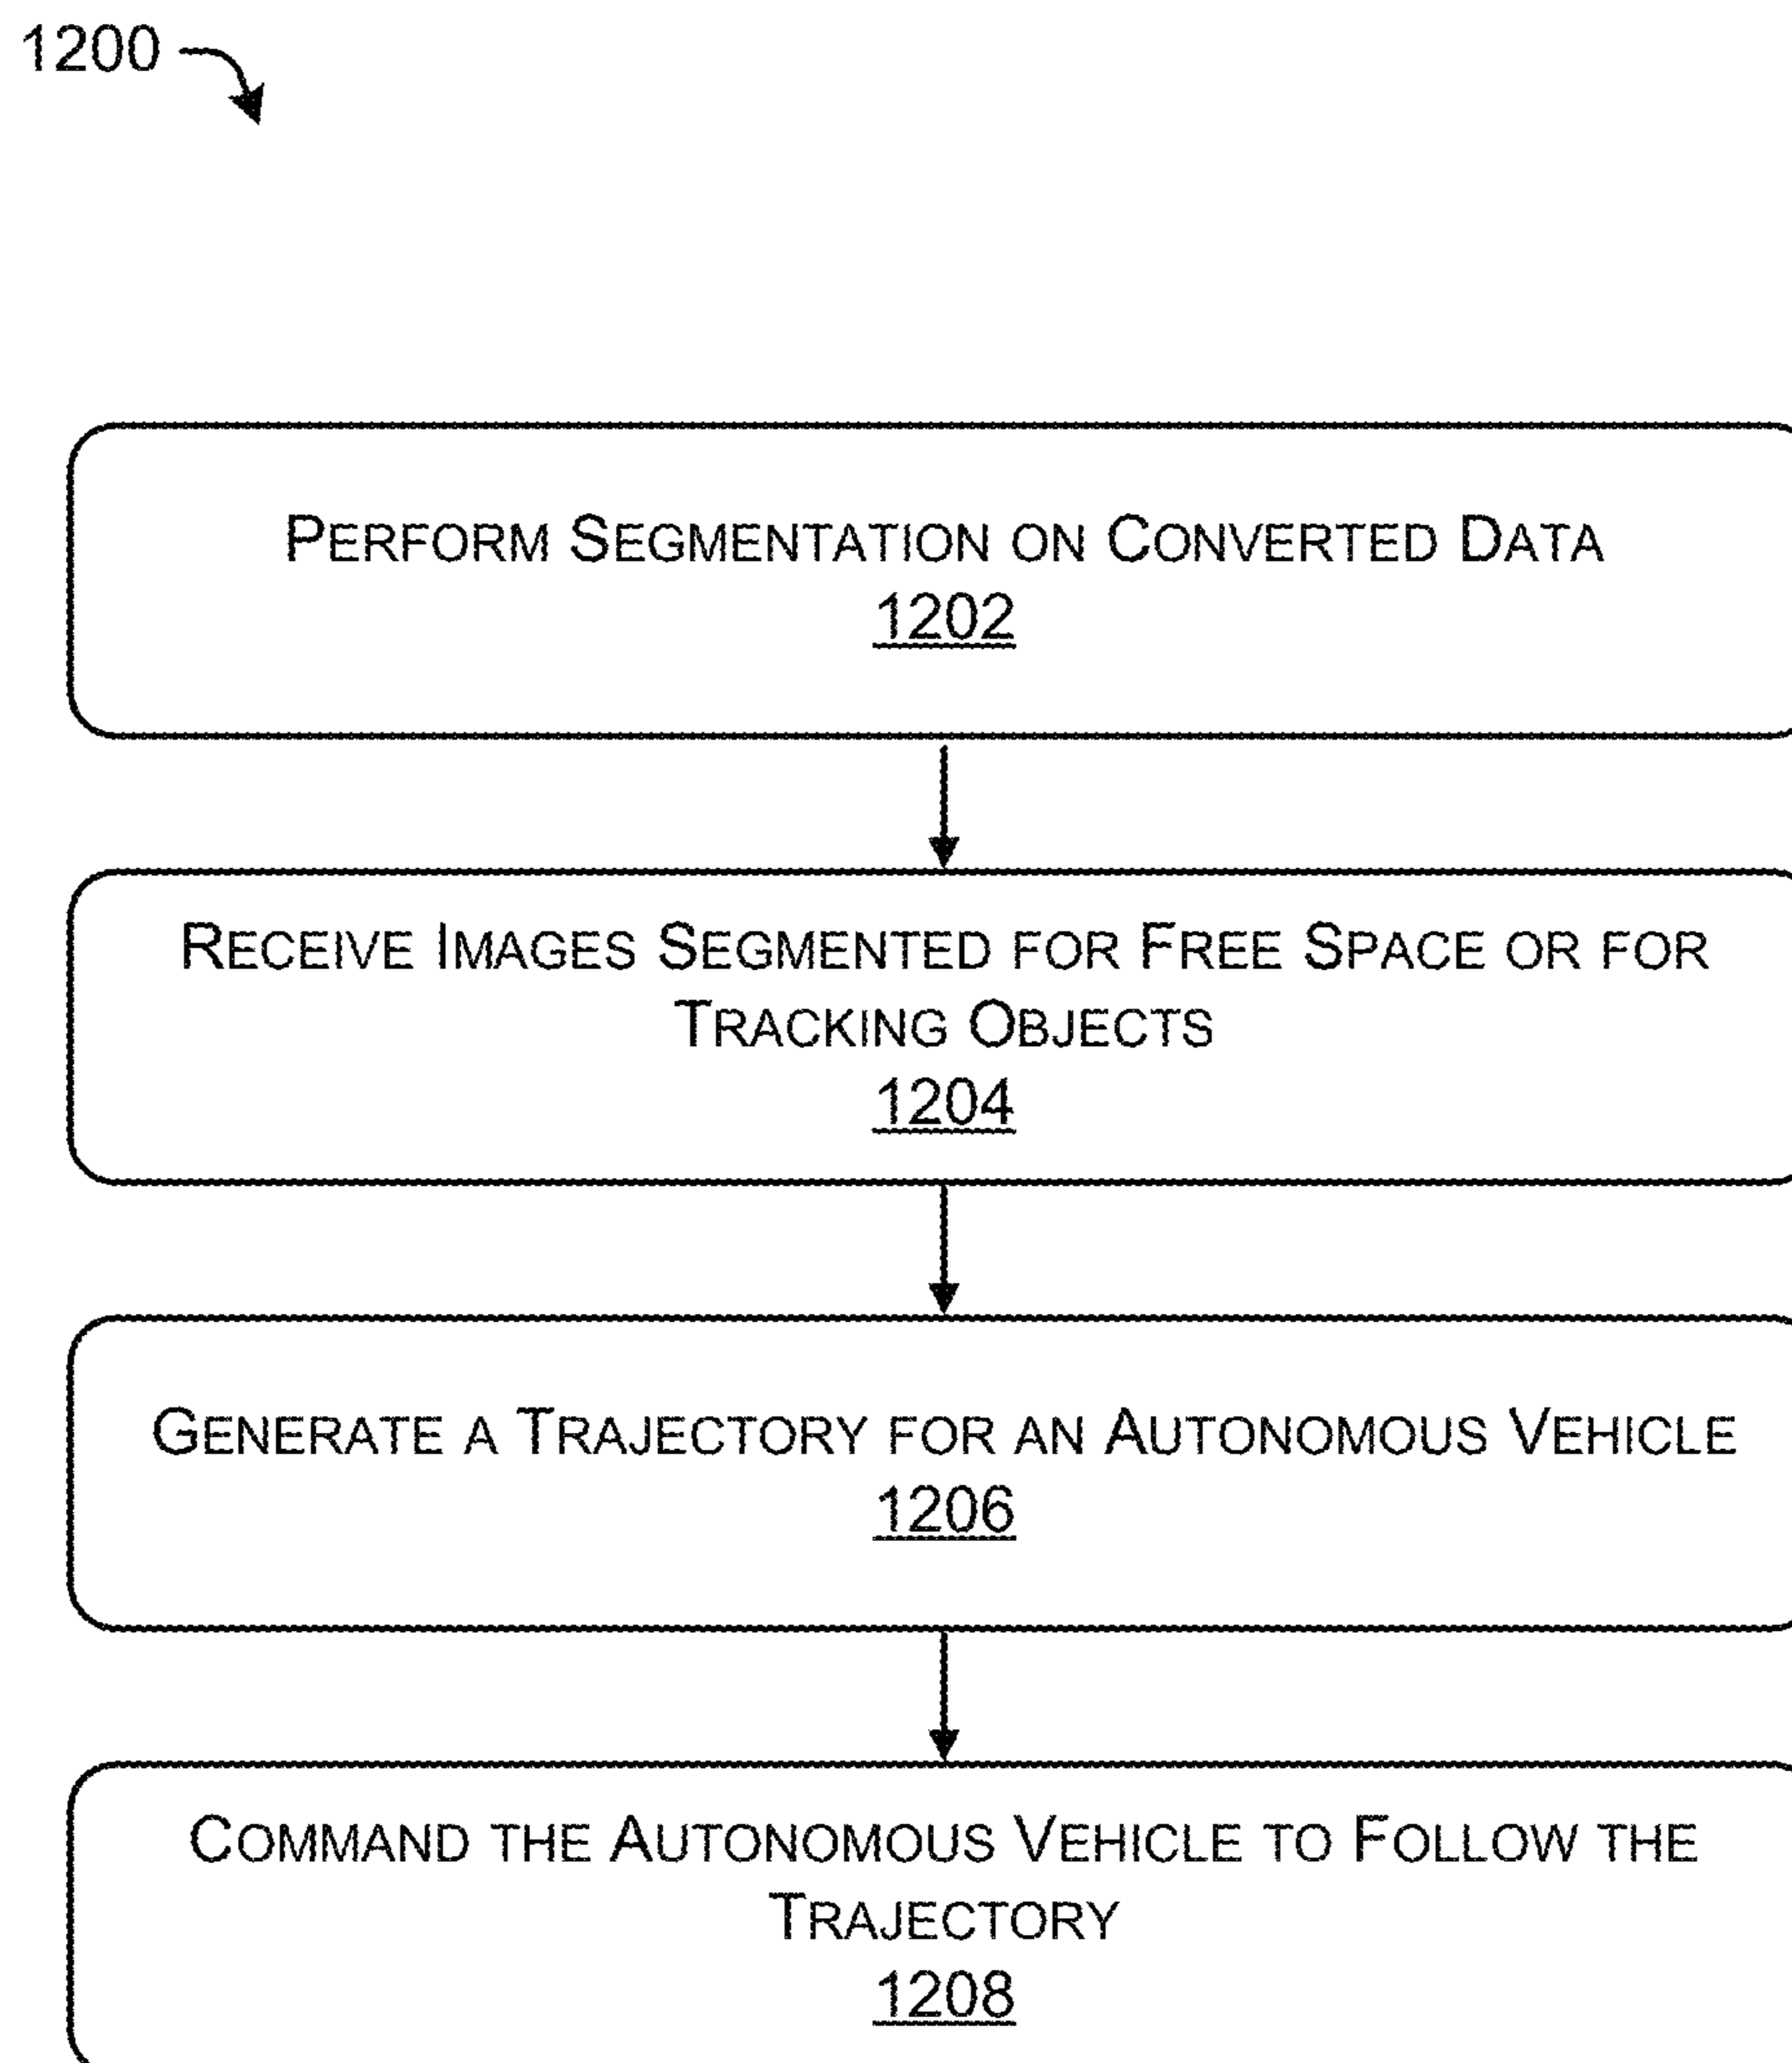 1200
PERFORM SEGMENTATION ON CONVERTED DATA
1202
RECEIVE IMAGES SEGMENTED FOR FREE SPACE OR FOR
TRACKING OBJECTS
1204
GENERATE A TRAJECTORY FOR AN AUTONOMOUS VEHICLE
1206
COMMAND THE AUTONOMOUS VEHICLE TO FOLLOW THE
TRAJECTORY
1208